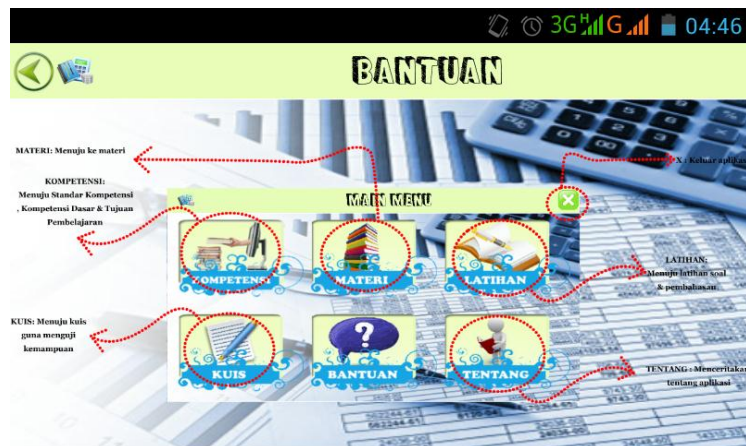 3G H G 04:46
BANTUAN
MATERI: Menuju ke materi
X : Keluar aplikas
KOMPETENSI:
Menuju Standar Kompetensi
, Kompetensi Dasar & Tujuan
Pembelajaran
MAIN MENU
X
KOMPETENSI
MATERI
LATIHAN
LATIHAN:
Menuju latihan soal
& pembahasan
KUIS: Menuju kuis
guna menguji
kemampuan
?
KUIS
BANTUAN
TENTANG
TENTANG : Menceritakan
tentang aplikasi